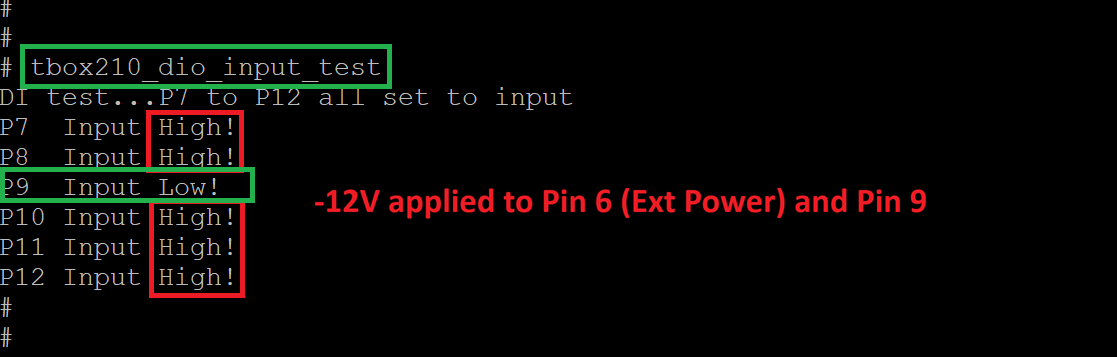 #
#
# tbox210_dio_input_test
DI test...P7 to P12 all set to input
P7  Input High!
P8  Input High!
P9  Input Low!
-12V applied to Pin 6 (Ext Power) and Pin 9
P10 Input High!
P11 Input High!
P12 Input High!
#
#